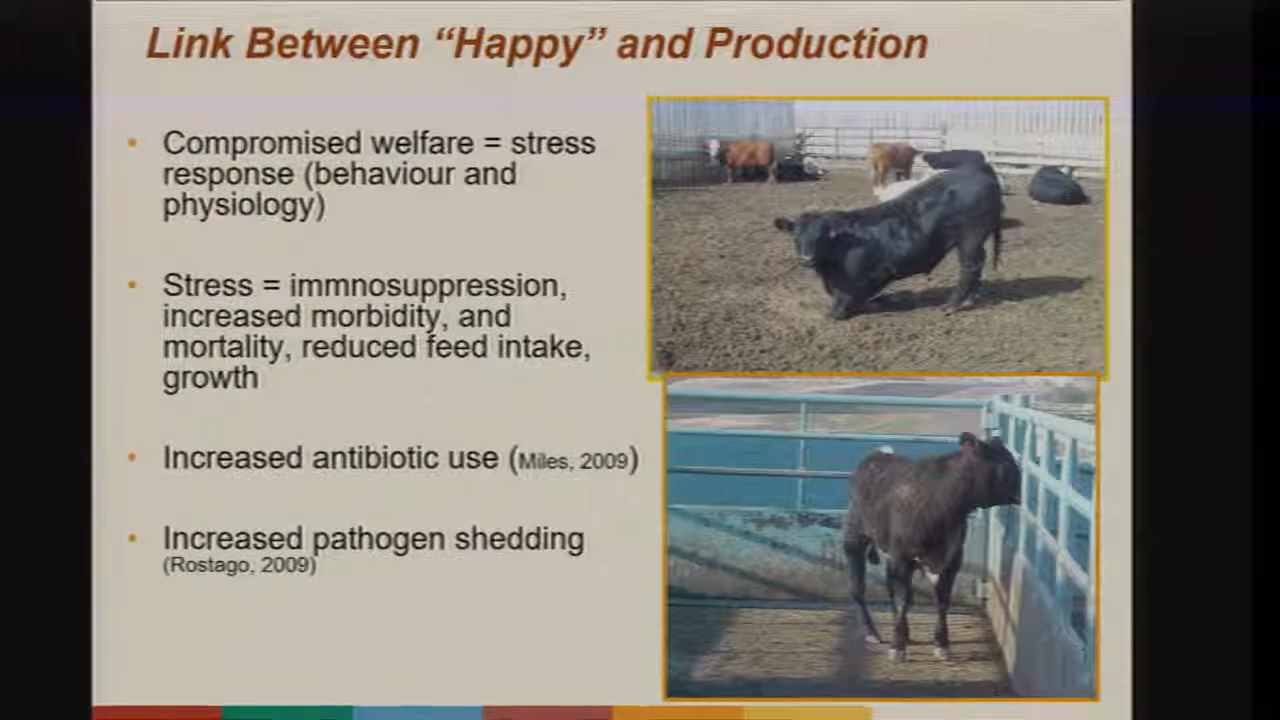 Link Between “Happy” and Production
• Compromised welfare = stress
response (behaviour and
physiology)
• Stress = immnosuppression,
increased morbidity, and
mortality, reduced feed intake,
growth
• Increased antibiotic use (Miles, 2009)
• Increased pathogen shedding
(Rostago, 2009)